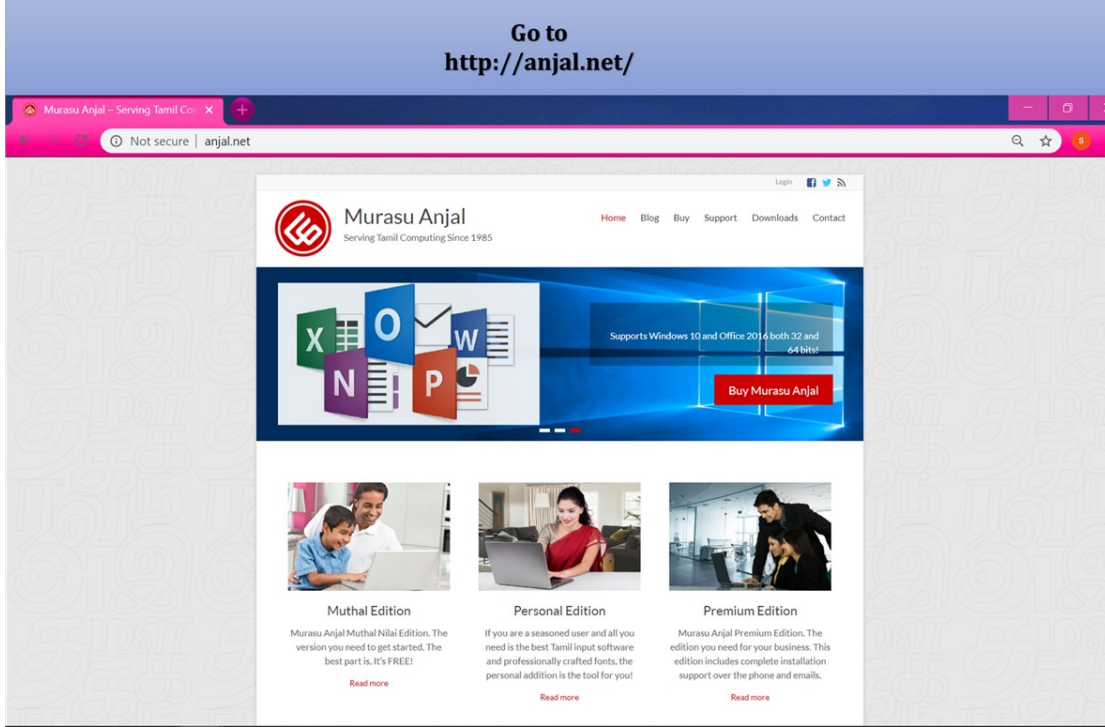 Go to
http://anjal.net/
Murasu Anjal – Serving Tamil Co
Not secure | anjal.net
S
Login
Murasu Anjal
Serving Tamil Computing Since 1985
Home Blog Buy Support Downloads Contact
X O W
N P
Supports Windows 10 and Office 2016 both 32 and
64 bits!
Buy Murasu Anjal
Muthal Edition
Murasu Anjal Muthal Nilai Edition. The
version you need to get started. The
best part is, It's FREE!
Read more
Personal Edition
If you are a seasoned user and all you
need is the best Tamil input software
and professionally crafted fonts, the
personal addition is the tool for you!
Read more
Premium Edition
Murasu Anjal Premium Edition. The
edition you need for your business. This
edition includes complete installation
support over the phone and emails.
Read more